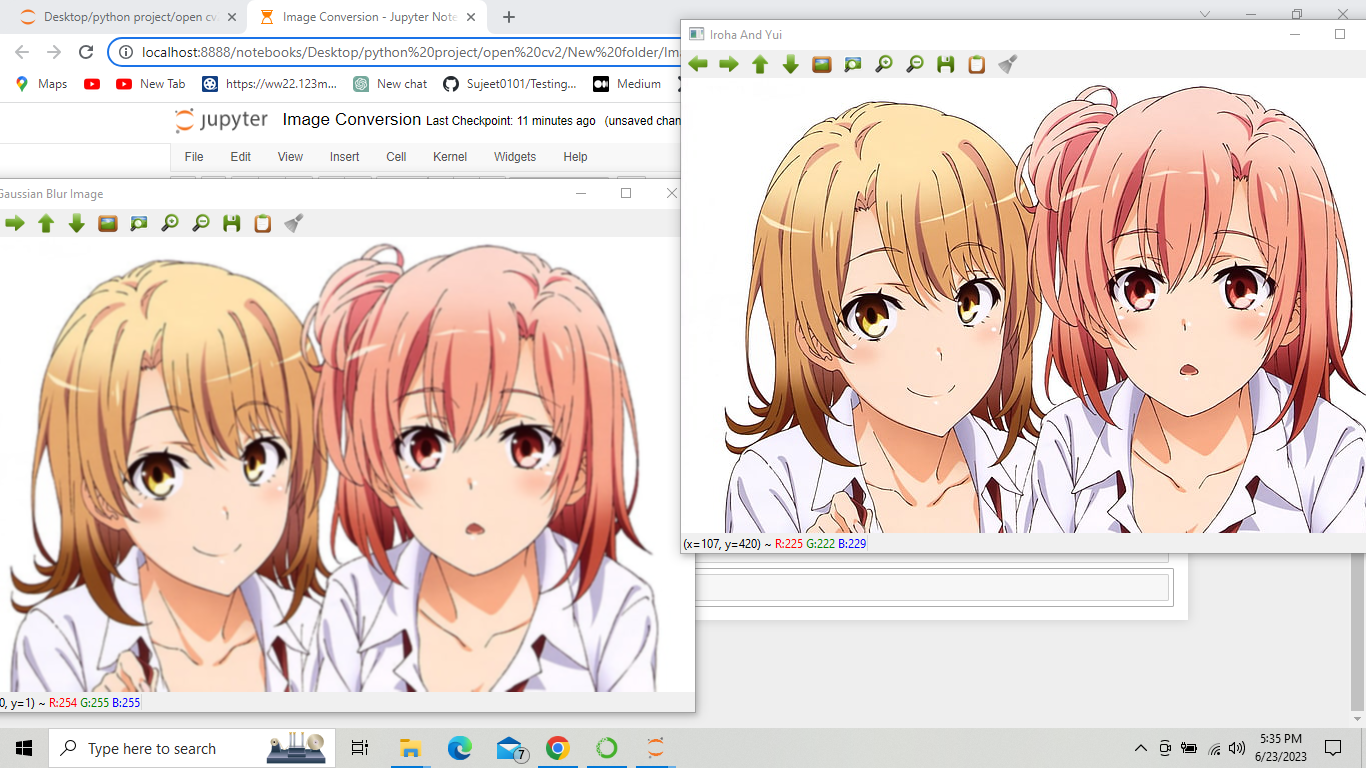 Desktop/python project/open cv
Image Conversion - Jupyter Note
localhost:8888/notebooks/Desktop/python%20project/open%20cv2/New%20folder/Ima
Maps
New Tab
https://ww22.123m...
New chat
Sujeet0101/Testing...
Medium
jupyter Image Conversion Last Checkpoint: 11 minutes ago (unsaved chan
File Edit View Insert Cell Kernel Widgets Help
Iroha And Yui
(x=107, y=420) ~ R:225 G:222 B:229
Gaussian Blur Image
0, y=1) ~ R:254 G:255 B:255
Type here to search
7
5:35 PM
6/23/2023